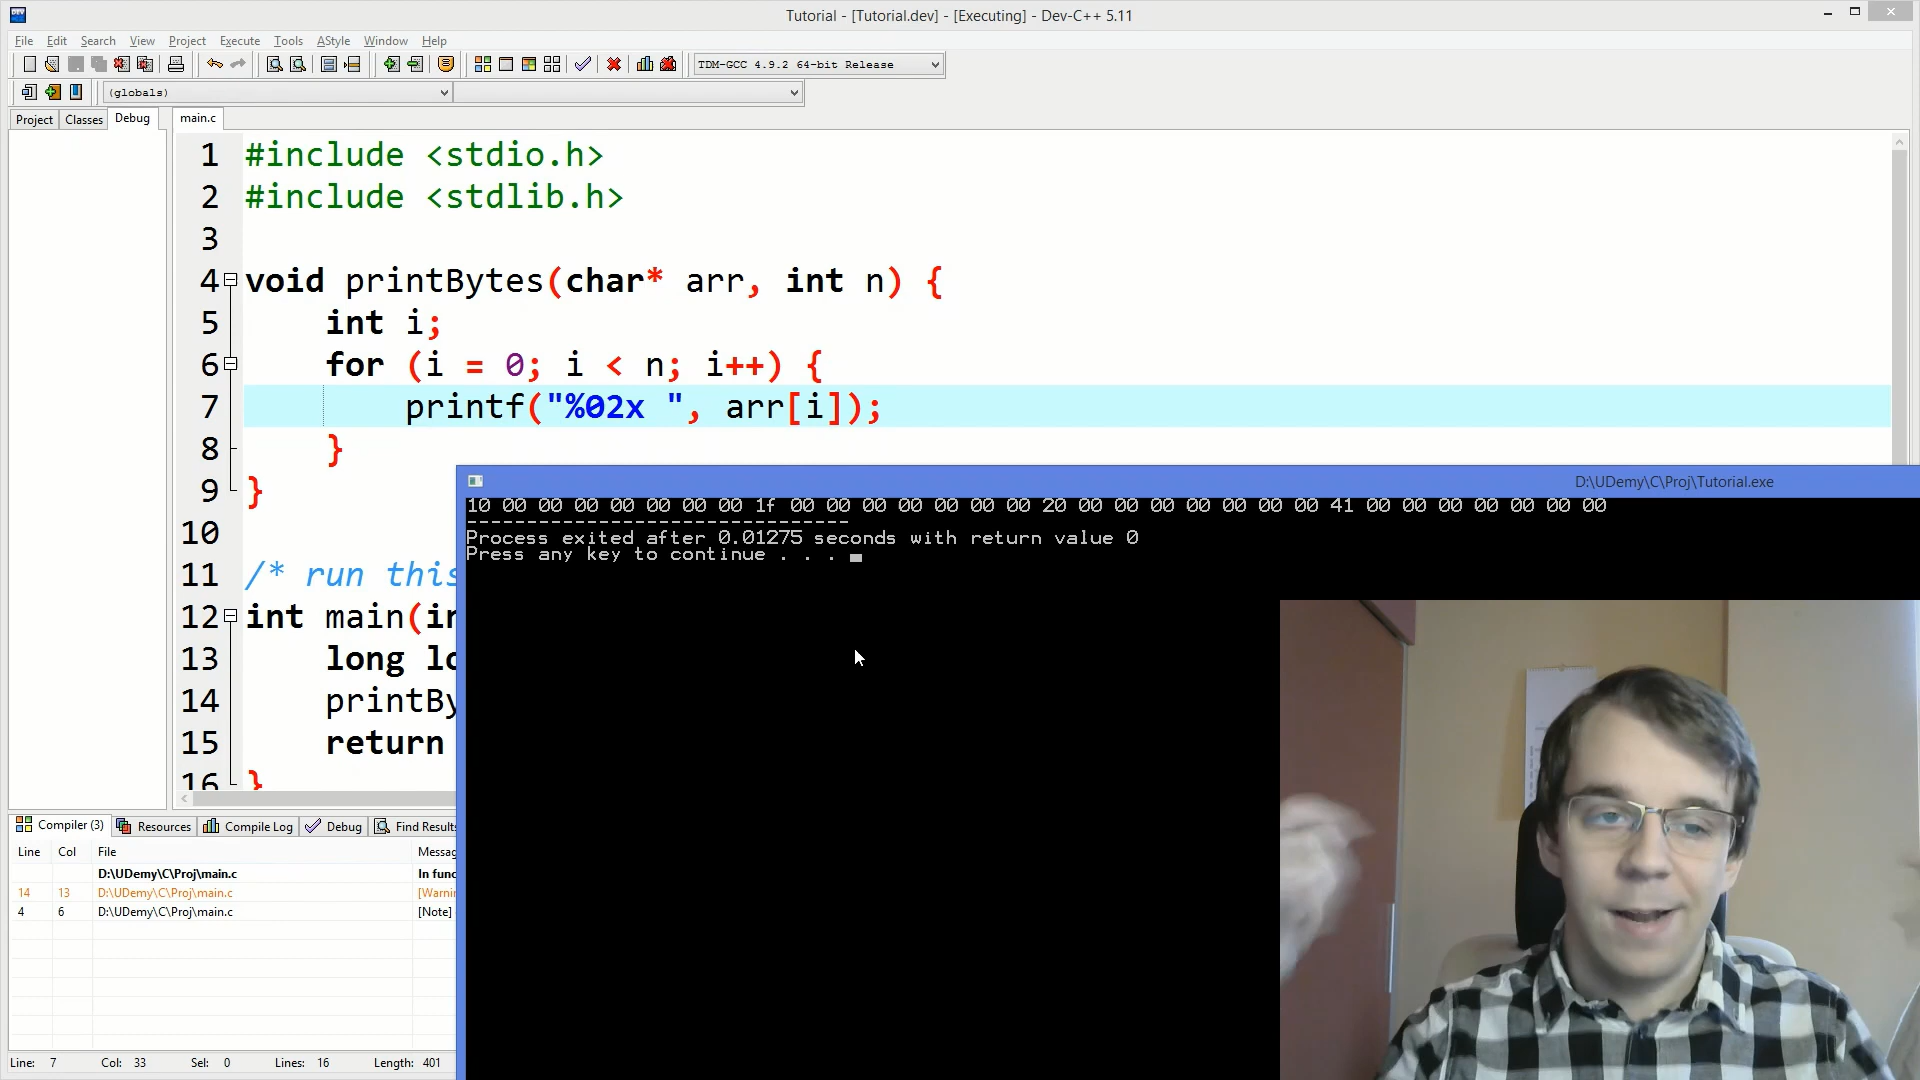 Tutorial - [Tutorial.dev] - [Executing] - Dev-C++ 5.11
File Edit Search View Project Execute Tools AStyle Window Help
TDM-GCC 4.9.2 64-bit Release
(globals)
Project Classes Debug
main.c
1 #include <stdio.h>
2 #include <stdlib.h>
3
4 void printBytes(char* arr, int n) {
5 int i;
6 for (i = 0; i < n; i++) {
7 printf("%02x ", arr[i]);
8 }
9 }
10
11 /* run this
12 int main(in
13 long lo
14 printBy
15 return
16 }
D:\UDemy\C\Proj\Tutorial.exe
10 00 00 00 00 00 00 00 1f 00 00 00 00 00 00 00 20 00 00 00 00 00 00 00 41 00 00 00 00 00 00 00
--------------------------------
Process exited after 0.01275 seconds with return value 0
Press any key to continue . . .
Compiler (3) Resources Compile Log Debug Find Results
Line Col File Messag
D:\UDemy\C\Proj\main.c In func
14 13 D:\UDemy\C\Proj\main.c [Warnin
4 6 D:\UDemy\C\Proj\main.c [Note]
Line: 7 Col: 33 Sel: 0 Lines: 16 Length: 401